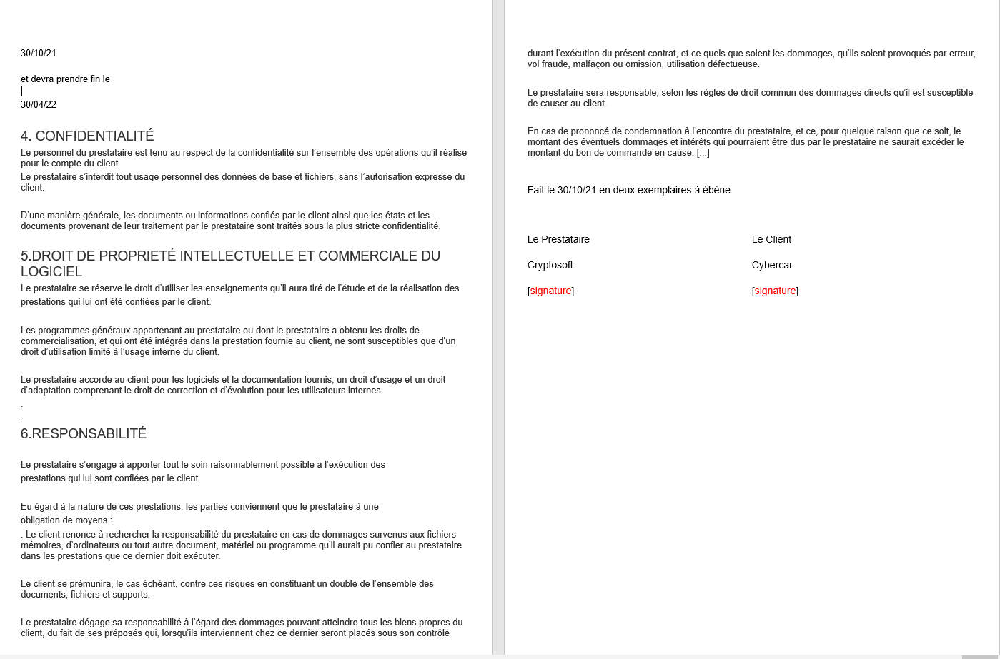 30/10/21
et devra prendre fin le
30/04/22
4. CONFIDENTIALITÉ
Le personnel du prestataire est tenu au respect de la confidentialité sur l’ensemble des opérations qu’il réalise
pour le compte du client.
Le prestataire s’interdit tout usage personnel des données de base et fichiers, sans l’autorisation expresse du
client.
D’une manière générale, les documents ou informations confiés par le client ainsi que les états et les
documents provenant de leur traitement par le prestataire sont traités sous la plus stricte confidentialité.
5.DROIT DE PROPRIETÉ INTELLECTUELLE ET COMMERCIALE DU
LOGICIEL
Le prestataire se réserve le droit d’utiliser les enseignements qu’il aura tiré de l’étude et de la réalisation des
prestations qui lui ont été confiées par le client.
Les programmes généraux appartenant au prestataire ou dont le prestataire a obtenu les droits de
commercialisation, et qui ont été intégrés dans la prestation fournie au client, ne sont susceptibles que d’un
droit d’utilisation limité à l’usage interne du client.
Le prestataire accorde au client pour les logiciels et la documentation fournis, un droit d’usage et un droit
d’adaptation comprenant le droit de correction et d’évolution pour les utilisateurs internes
.
.
6.RESPONSABILITÉ
Le prestataire s’engage à apporter tout le soin raisonnablement possible à l’exécution des
prestations qui lui sont confiées par le client.
Eu égard à la nature de ces prestations, les parties conviennent que le prestataire à une
obligation de moyens :
. Le client renonce à rechercher la responsabilité du prestataire en cas de dommages survenus aux fichiers
mémoires, d’ordinateurs ou tout autre document, matériel ou programme qu’il aurait pu confier au prestataire
dans les prestations que ce dernier doit exécuter.
Le client se prémunira, le cas échéant, contre ces risques en constituant un double de l’ensemble des
documents, fichiers et supports.
Le prestataire dégage sa responsabilité à l’égard des dommages pouvant atteindre tous les biens propres du
client, du fait de ses préposés qui, lorsqu’ils interviennent chez ce dernier seront placés sous son contrôle
durant l’exécution du présent contrat, et ce quels que soient les dommages, qu’ils soient provoqués par erreur,
vol fraude, malfaçon ou omission, utilisation défectueuse.
Le prestataire sera responsable, selon les règles de droit commun des dommages directs qu’il est susceptible
de causer au client.
En cas de prononcé de condamnation à l’encontre du prestataire, et ce, pour quelque raison que ce soit, le
montant des éventuels dommages et intérêts qui pourraient être dus par le prestataire ne saurait excéder le
montant du bon de commande en cause. [...]
Fait le 30/10/21 en deux exemplaires à ébène
Le Prestataire Le Client
Cryptosoft Cybercar
[signature] [signature]